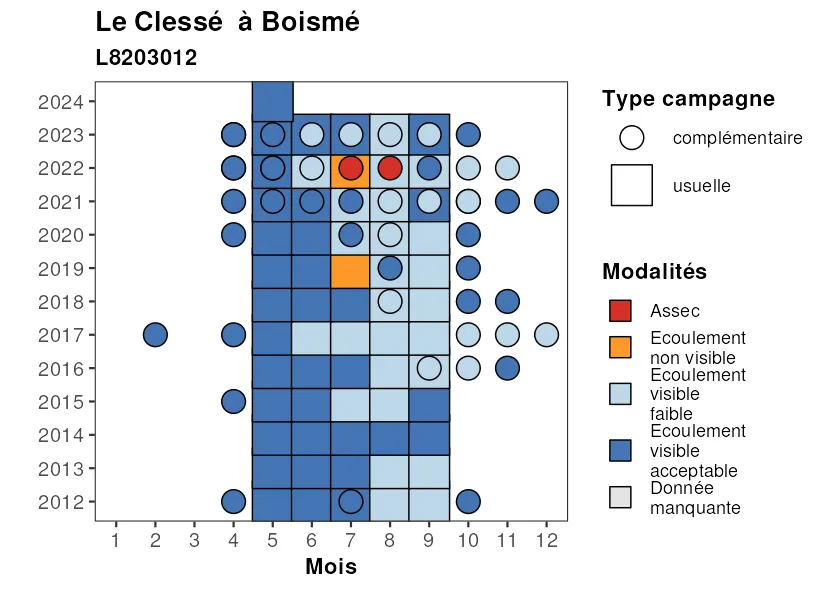 Le Clessé  à Boismé
L8203012
2024
2023
2022
2021
2020
2019
2018
2017
2016
2015
2014
2013
2012
1 2 3 4 5 6 7 8 9 10 11 12
Mois
Type campagne
complémentaire
usuelle
Modalités
Assec
Ecoulement
non visible
Ecoulement
visible
faible
Ecoulement
visible
acceptable
Donnée
manquante